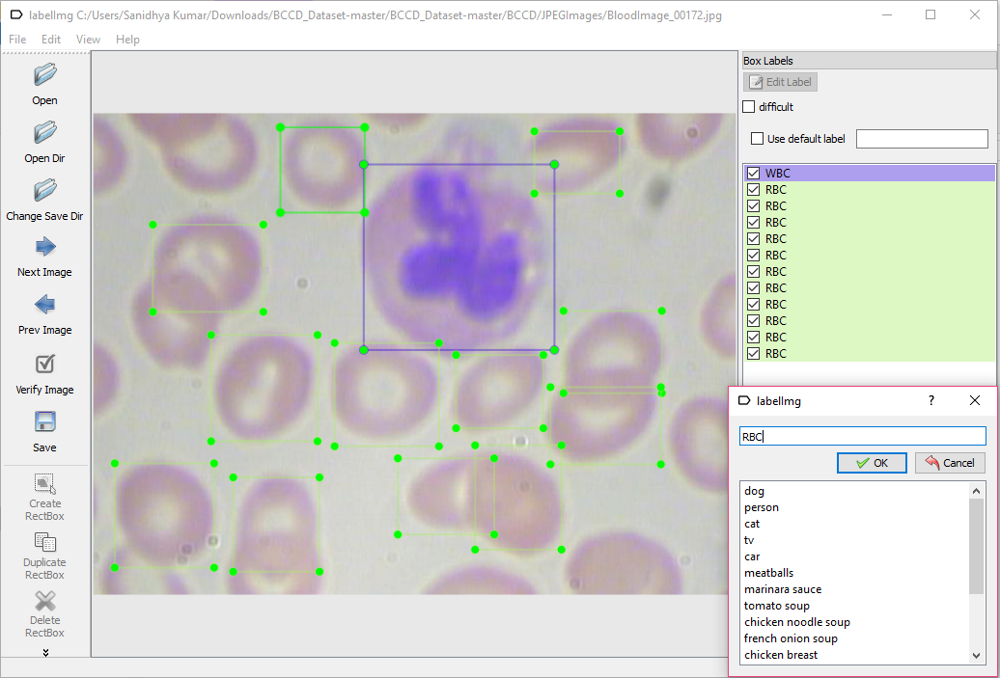 labelImg C:/Users/Sanidhya Kumar/Downloads/BCCD_Dataset-master/BCCD_Dataset-master/BCCD/JPEGImages/BloodImage_00172.jpg
File Edit View Help
Open
Open Dir
Change Save Dir
Next Image
Prev Image
Verify Image
Save
Create
RectBox
Duplicate
RectBox
Delete
RectBox
Box Labels
Edit Label
difficult
Use default label
WBC
RBC
RBC
RBC
RBC
RBC
RBC
RBC
RBC
RBC
RBC
RBC
labelImg ?
RBC
OK Cancel
dog
person
cat
tv
car
meatballs
marinara sauce
tomato soup
chicken noodle soup
french onion soup
chicken breast